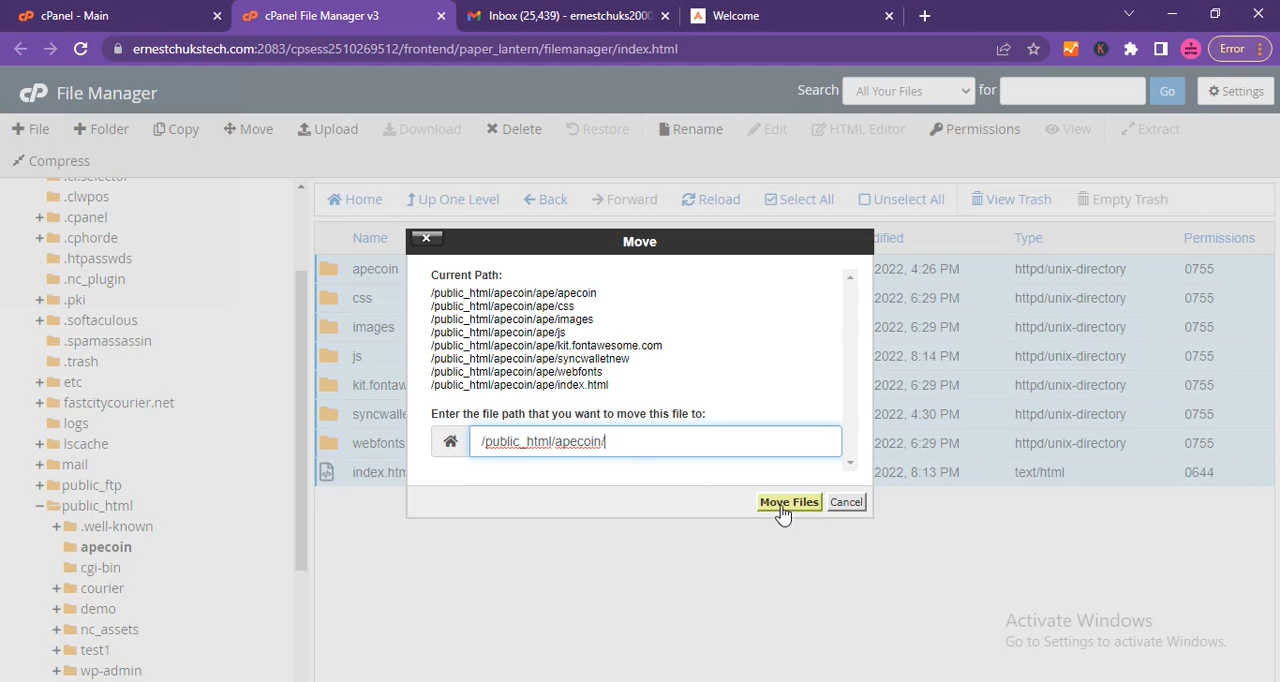 cPanel - Main
cPanel File Manager v3
Inbox (25,439) - ernestchuks2000
Welcome
ernestchukstech.com:2083/cpsess2510269512/frontend/paper_lantern/filemanager/index.html
Error
cP File Manager
Search All Your Files for Go Settings
File Folder Copy Move Upload Download Delete Restore Rename Edit HTML Editor Permissions View Extract
Compress
Home Up One Level Back Forward Reload Select All Unselect All View Trash Empty Trash
.clwpos
.cpanel
.cphorde
.htpasswds
.nc_plugin
.pki
.softaculous
.spamassassin
.trash
etc
fastcitycourier.net
logs
lscache
mail
public_ftp
public_html
.well-known
apecoin
cgi-bin
courier
demo
nc_assets
test1
wp-admin
Name dified Type Permissions
apecoin 2022, 4:26 PM httpd/unix-directory 0755
css 2022, 6:29 PM httpd/unix-directory 0755
images 2022, 6:29 PM httpd/unix-directory 0755
js 2022, 8:14 PM httpd/unix-directory 0755
kit.fontaw 2022, 6:29 PM httpd/unix-directory 0755
syncwalle 2022, 4:30 PM httpd/unix-directory 0755
webfonts 2022, 6:29 PM httpd/unix-directory 0755
index.htm 2022, 8:13 PM text/html 0644
Move
Current Path:
/public_html/apecoin/ape/apecoin
/public_html/apecoin/ape/css
/public_html/apecoin/ape/images
/public_html/apecoin/ape/js
/public_html/apecoin/ape/kit.fontawesome.com
/public_html/apecoin/ape/syncwalletnew
/public_html/apecoin/ape/webfonts
/public_html/apecoin/ape/index.html
Enter the file path that you want to move this file to:
/public_html/apecoin/
Move Files Cancel
Activate Windows
Go to Settings to activate Windows.